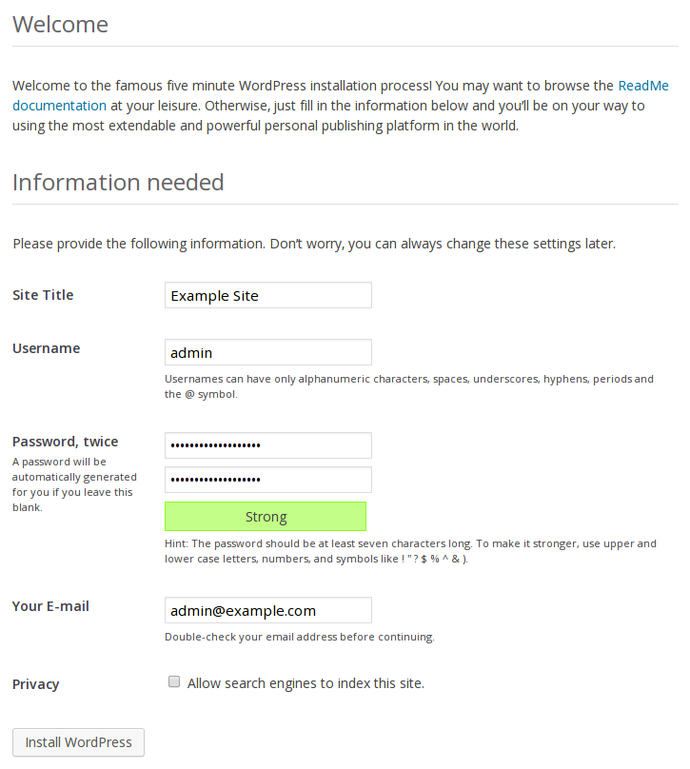 Welcome
Welcome to the famous five minute WordPress installation process! You may want to browse the ReadMe
documentation at your leisure. Otherwise, just fill in the information below and you'll be on your way to
using the most extendable and powerful personal publishing platform in the world.
Information needed
Please provide the following information. Don't worry, you can always change these settings later.
Site Title
Example Site
Username
admin
Usernames can have only alphanumeric characters, spaces, underscores, hyphens, periods and
the @ symbol.
Password, twice
A password will be
automatically generated
for you if you leave this
blank.
•••••••••••••••••••
•••••••••••••••••••
Strong
Hint: The password should be at least seven characters long. To make it stronger, use upper and
lower case letters, numbers, and symbols like ! " ? $ % ^ & ).
Your E-mail
admin@example.com
Double-check your email address before continuing.
Privacy
Allow search engines to index this site.
Install WordPress